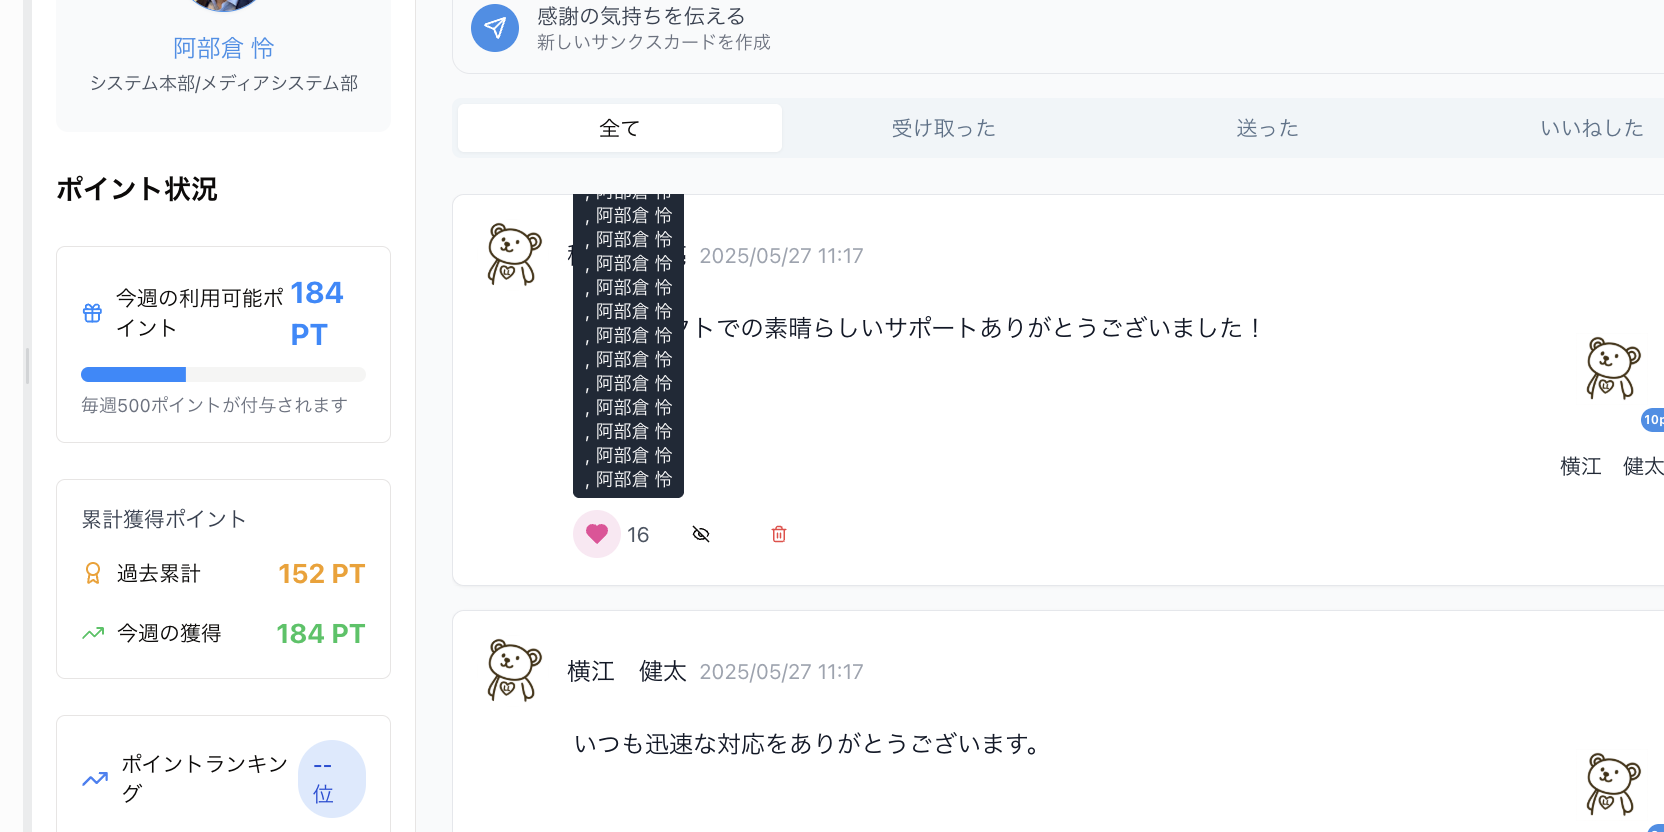 阿部倉 怜
システム本部/メディアシステム部
ポイント状況
今週の利用可能ポ
イント
184
PT
毎週500ポイントが付与されます
累計獲得ポイント
過去累計
152 PT
今週の獲得
184 PT
ポイントランキン
グ
--
位
感謝の気持ちを伝える
新しいサンクスカードを作成
全て
受け取った
送った
いいねした
, 阿部倉 怜
, 阿部倉 怜
, 阿部倉 怜
, 阿部倉 怜
, 阿部倉 怜
, 阿部倉 怜
, 阿部倉 怜
, 阿部倉 怜
, 阿部倉 怜
, 阿部倉 怜
, 阿部倉 怜
, 阿部倉 怜
, 阿部倉 怜
2025/05/27 11:17
クトでの素晴らしいサポートありがとうございました！
10p
横江　健太
16
横江　健太
2025/05/27 11:17
いつも迅速な対応をありがとうございます。